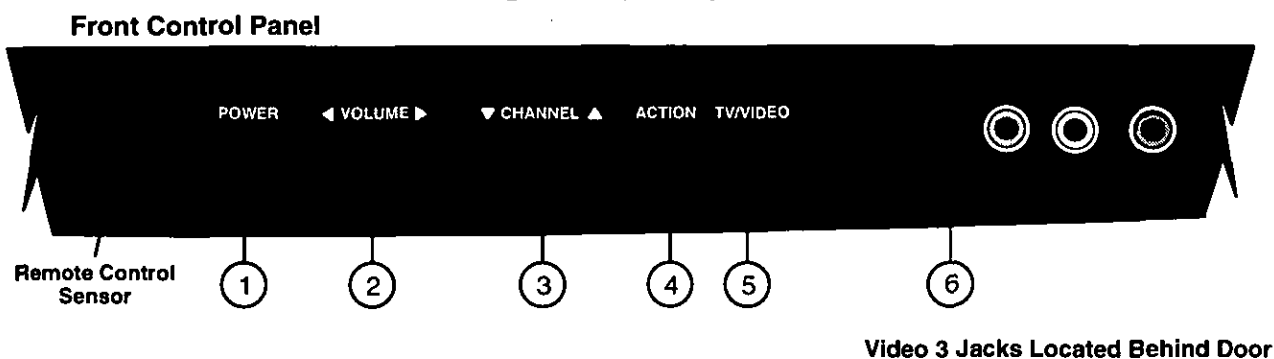 Front Control Panel
POWER ◀ VOLUME ▶ ▼ CHANNEL ▲ ACTION TV/VIDEO
Remote Control
Sensor
1 2 3 4 5 6
Video 3 Jacks Located Behind Door